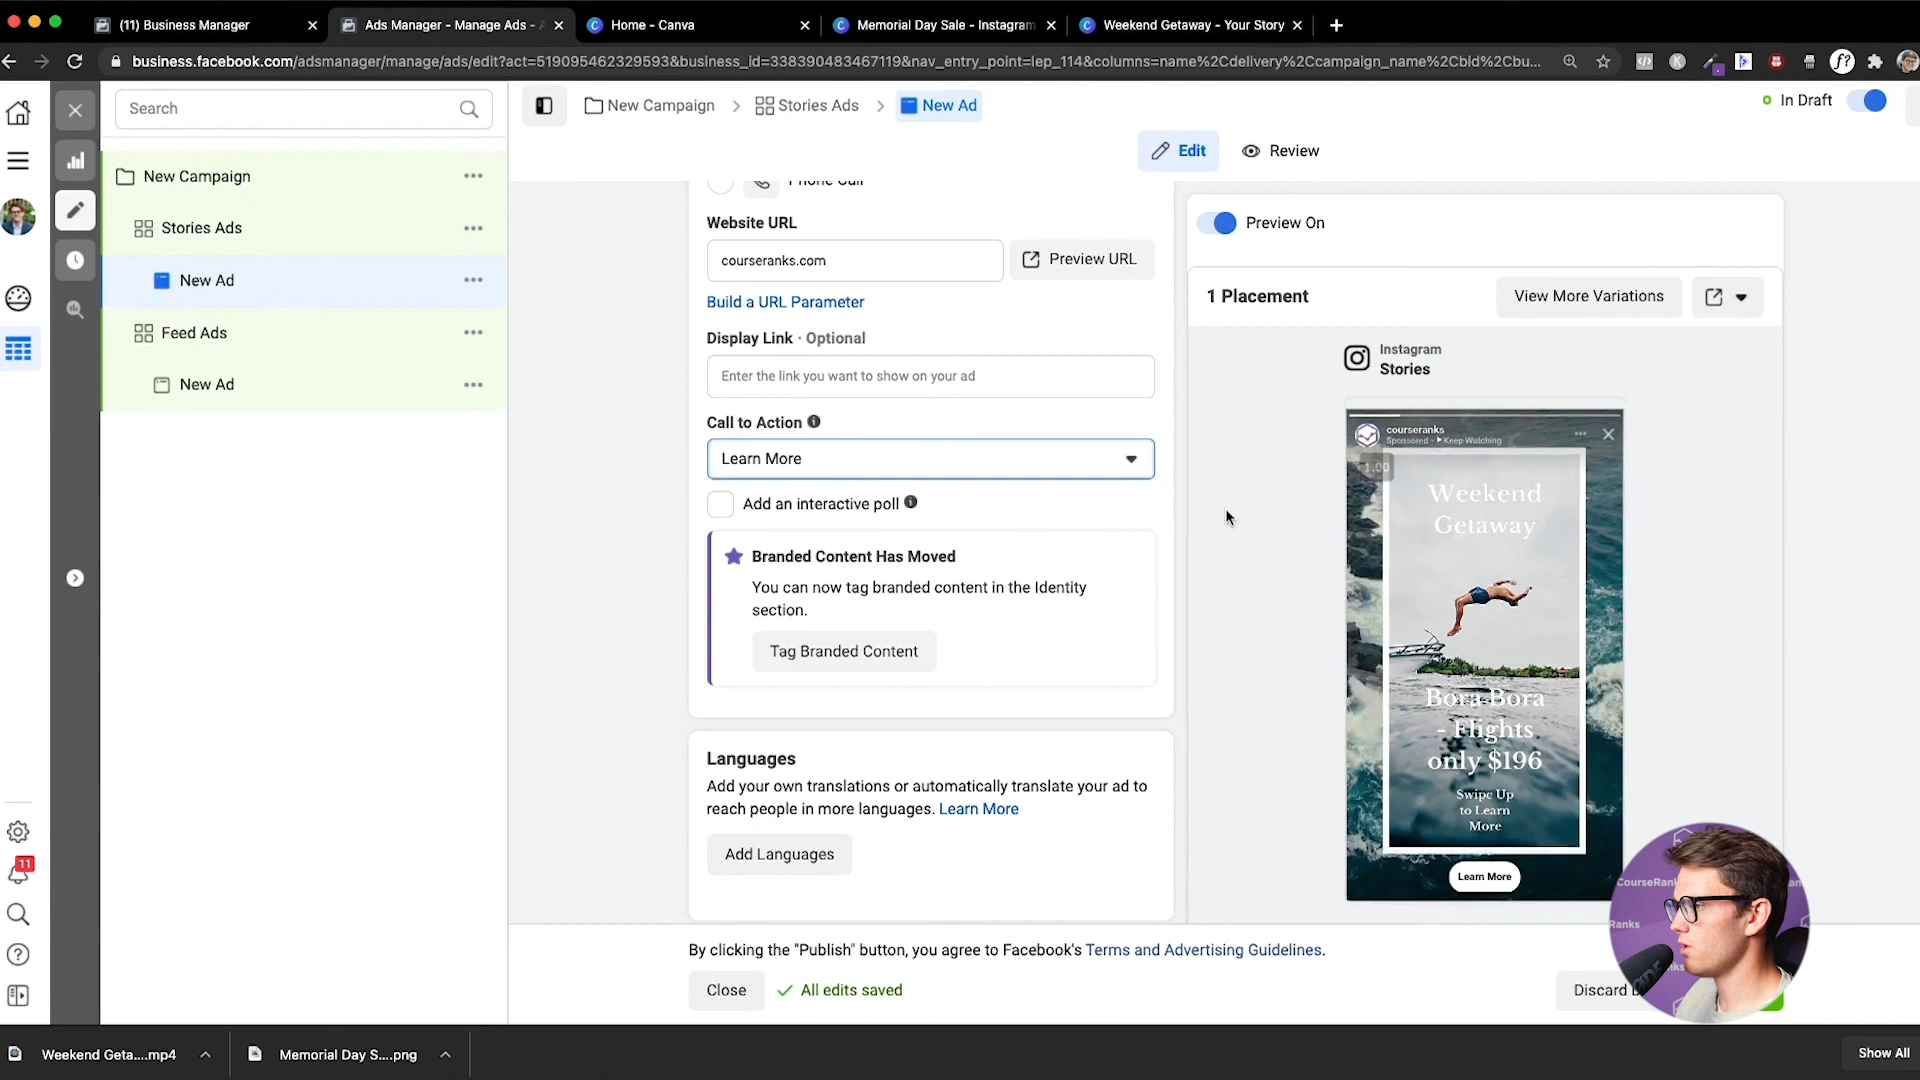 (11) Business Manager
Ads Manager - Manage Ads -
Home - Canva
Memorial Day Sale - Instagram
Weekend Getaway - Your Story
business.facebook.com/adsmanager/manage/ads/edit?act=519095462329593&business_id=338390483467119&nav_entry_point=lep_114&columns=name%2Cdelivery%2Ccampaign_name%2Cbid%2Cbu...
f?
Search
New Campaign
Stories Ads
New Ad
In Draft
Edit
Review
New Campaign
Stories Ads
New Ad
Feed Ads
New Ad
11
Phone Call
Website URL
courseranks.com
Preview URL
Build a URL Parameter
Display Link · Optional
Enter the link you want to show on your ad
Call to Action
Learn More
Add an interactive poll
Branded Content Has Moved
You can now tag branded content in the Identity
section.
Tag Branded Content
Languages
Add your own translations or automatically translate your ad to
reach people in more languages. Learn More
Add Languages
Preview On
1 Placement
View More Variations
Instagram
Stories
courseranks
Sponsored - Keep Watching
1.00
Weekend
Getaway
Bora Bora
- Flights
only $196
Swipe Up
to Learn
More
Learn More
By clicking the "Publish" button, you agree to Facebook's Terms and Advertising Guidelines.
Close
All edits saved
Discard
Weekend Geta....mp4
Memorial Day S....png
Show All